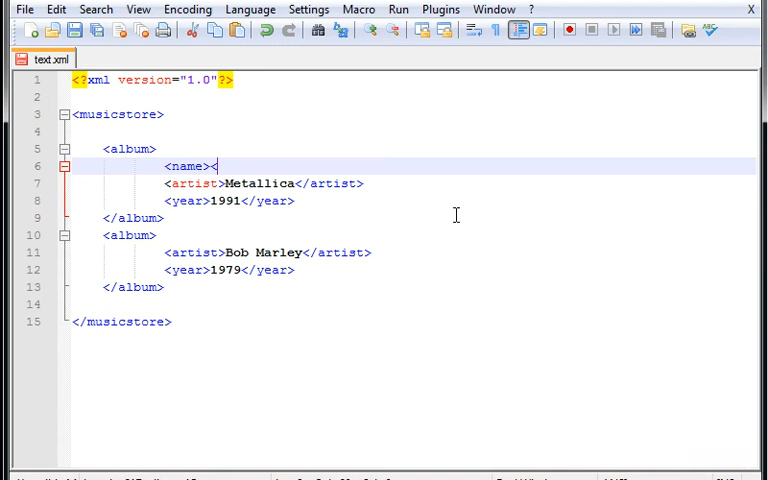 File Edit Search View Encoding Language Settings Macro Run Plugins Window ? X
text.xml
1 <?xml version="1.0"?>
2
3 <musicstore>
4
5 <album>
6 <name><
7 <artist>Metallica</artist>
8 <year>1991</year>
9 </album>
10 <album>
11 <artist>Bob Marley</artist>
12 <year>1979</year>
13 </album>
14
15 </musicstore>